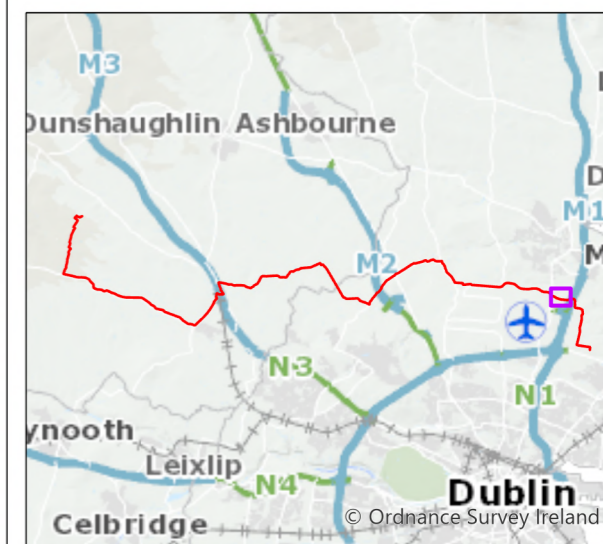 M3
Dunshaughlin Ashbourne
M1
M2
N3
N1
ynooth
Leixlip
N4
Dublin
Celbridge
© Ordnance Survey Ireland